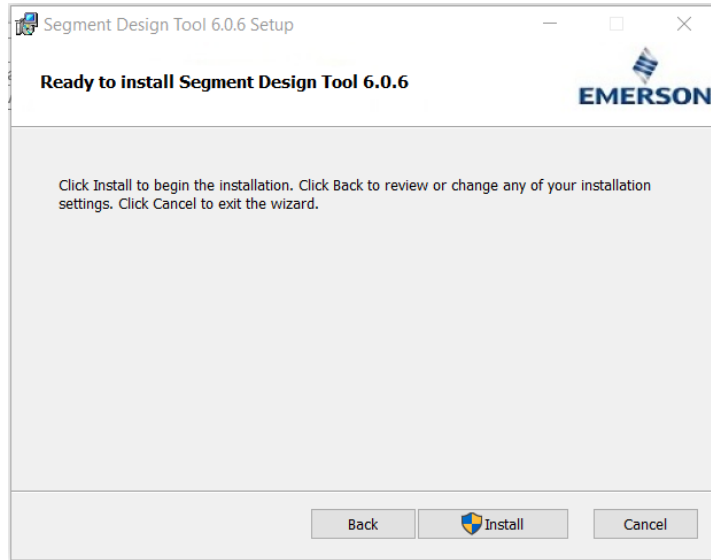 Segment Design Tool 6.0.6 Setup
Ready to install Segment Design Tool 6.0.6
EMERSON
Click Install to begin the installation. Click Back to review or change any of your installation
settings. Click Cancel to exit the wizard.
Back
Install
Cancel